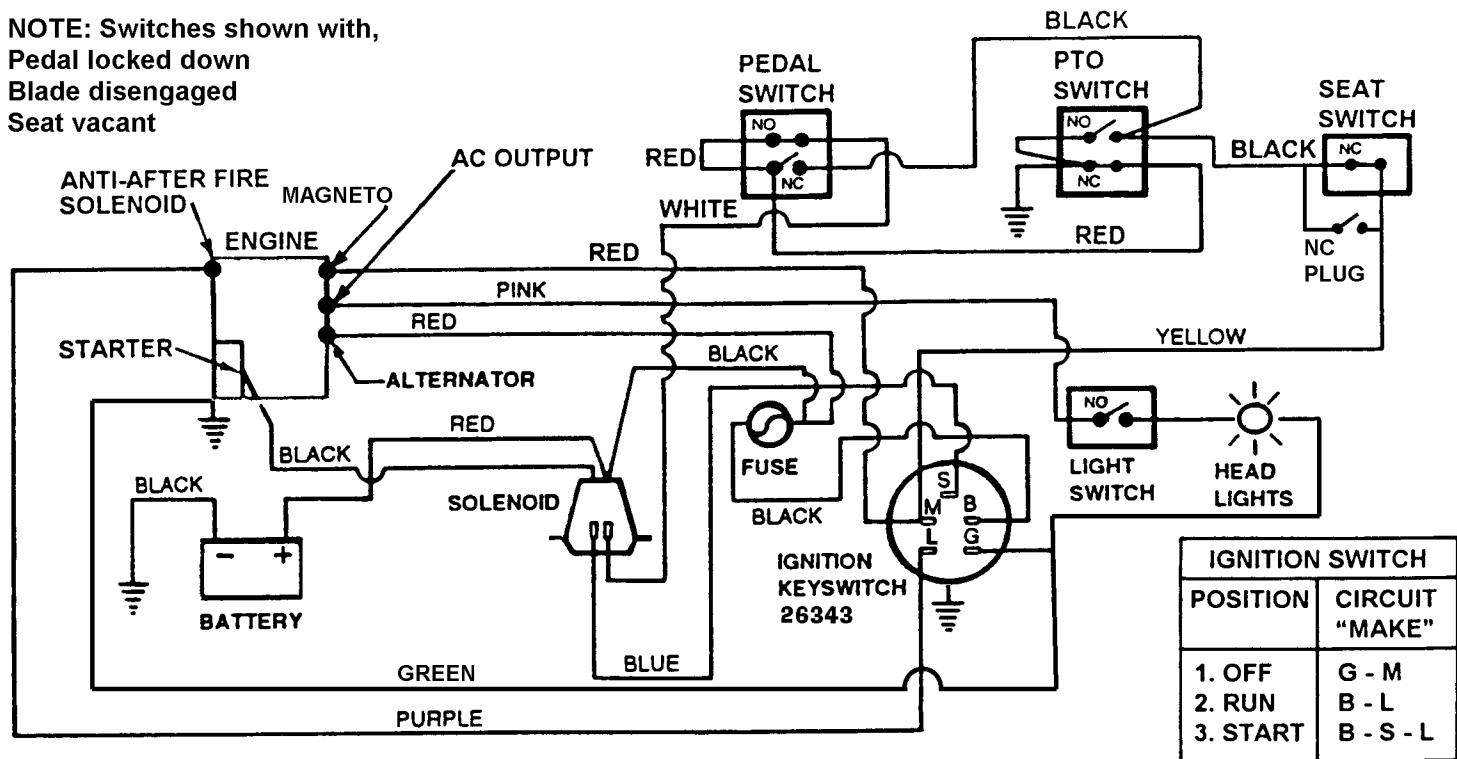 NOTE: Switches shown with,
Pedal locked down
Blade disengaged
Seat vacant
BLACK
PEDAL
SWITCH
PTO
SWITCH
SEAT
SWITCH
NO
NC
RED
NO
NC
BLACK
NC
AC OUTPUT
ANTI-AFTER FIRE
SOLENOID
MAGNETO
WHITE
ENGINE
RED
RED
NC
PLUG
PINK
RED
YELLOW
STARTER
BLACK
ALTERNATOR
NO
RED
BLACK
FUSE
LIGHT
SWITCH
HEAD
LIGHTS
BLACK
SOLENOID
BLACK
S
M
B
L
G
- +
BATTERY
IGNITION
KEYSWITCH
26343
BLUE
GREEN
PURPLE
IGNITION SWITCH
POSITION CIRCUIT
"MAKE"
1. OFF G - M
2. RUN B - L
3. START B - S - L